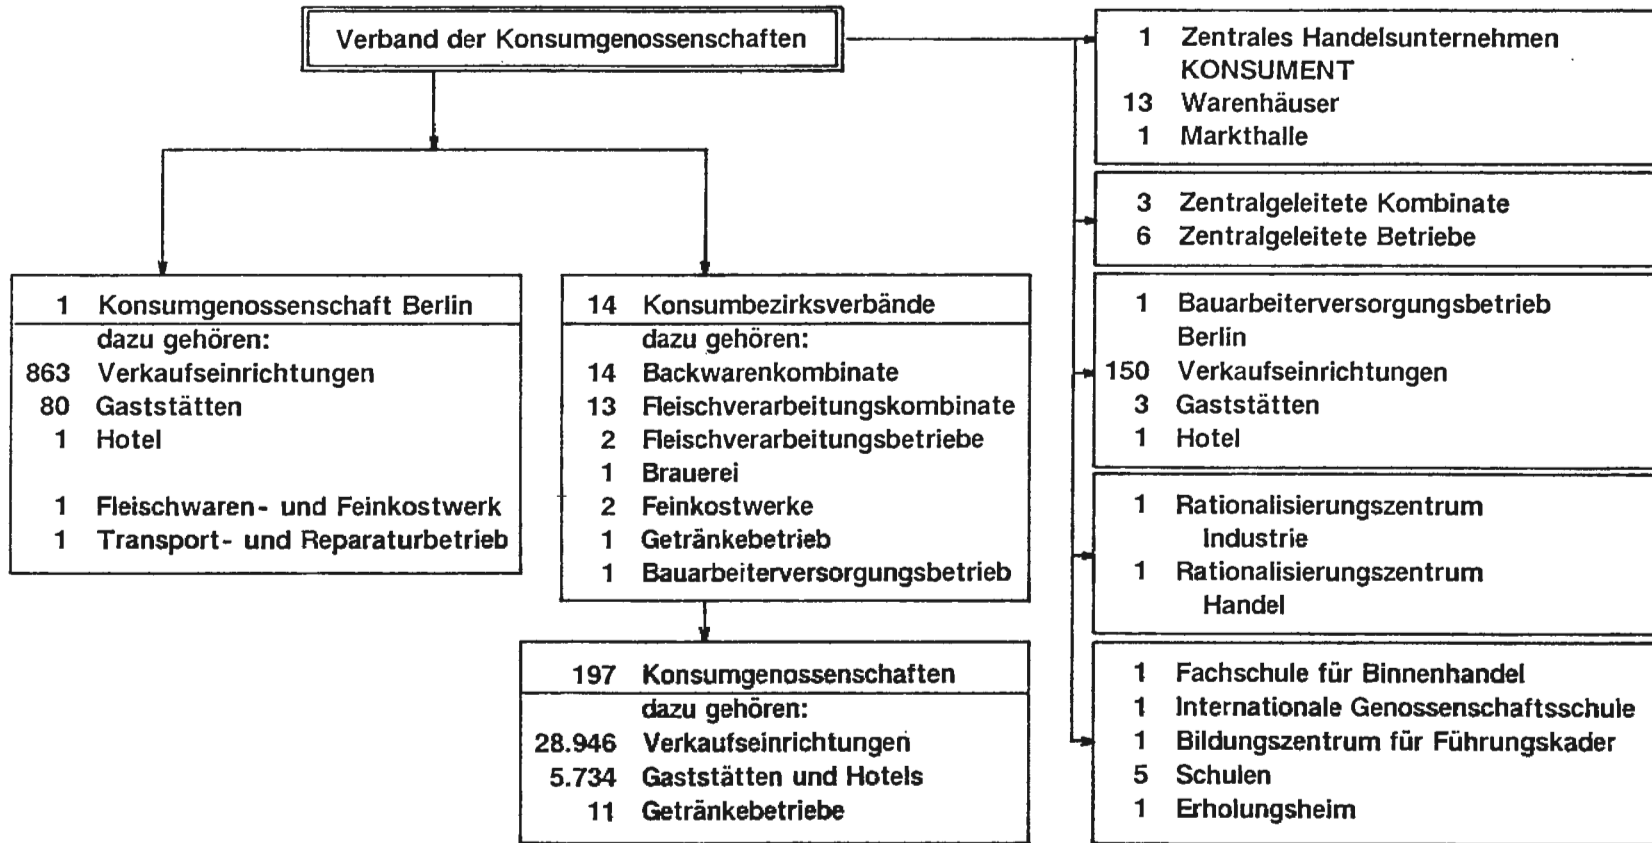 Verband der Konsumgenossenschaften
1 Konsumgenossenschaft Berlin
dazu gehören:
863 Verkaufseinrichtungen
80 Gaststätten
1 Hotel
1 Fleischwaren- und Feinkostwerk
1 Transport- und Reparaturbetrieb
14 Konsumbezirksverbände
dazu gehören:
14 Backwarenkombinate
13 Fleischverarbeitungskombinate
2 Fleischverarbeitungsbetriebe
1 Brauerei
2 Feinkostwerke
1 Getränkebetrieb
1 Bauarbeiterversorgungsbetrieb
197 Konsumgenossenschaften
dazu gehören:
28.946 Verkaufseinrichtungen
5.734 Gaststätten und Hotels
11 Getränkebetriebe
1 Zentrales Handelsunternehmen
KONSUMENT
13 Warenhäuser
1 Markthalle
3 Zentralgeleitete Kombinate
6 Zentralgeleitete Betriebe
1 Bauarbeiterversorgungsbetrieb
Berlin
150 Verkaufseinrichtungen
3 Gaststätten
1 Hotel
1 Rationalisierungszentrum
Industrie
1 Rationalisierungszentrum
Handel
1 Fachschule für Binnenhandel
1 Internationale Genossenschaftsschule
1 Bildungszentrum für Führungskader
5 Schulen
1 Erholungsheim